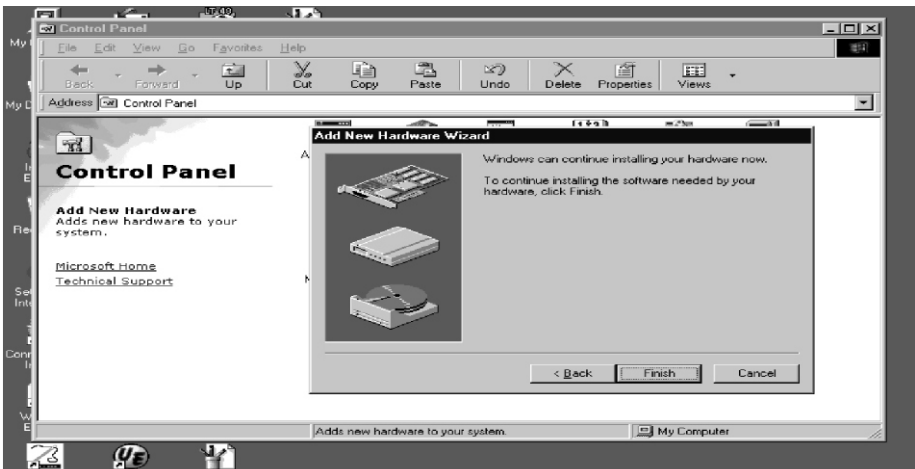 Control Panel
File Edit View Go Favorites Help
Back Forward Up Cut Copy Paste Undo Delete Properties Views
Address Control Panel
Add New Hardware Wizard
Control Panel
Windows can continue installing your hardware now.
To continue installing the software needed by your
hardware, click Finish.
Add New Hardware
Adds new hardware to your
system.
Microsoft Home
Technical Support
< Back Finish Cancel
Adds new hardware to your system. My Computer